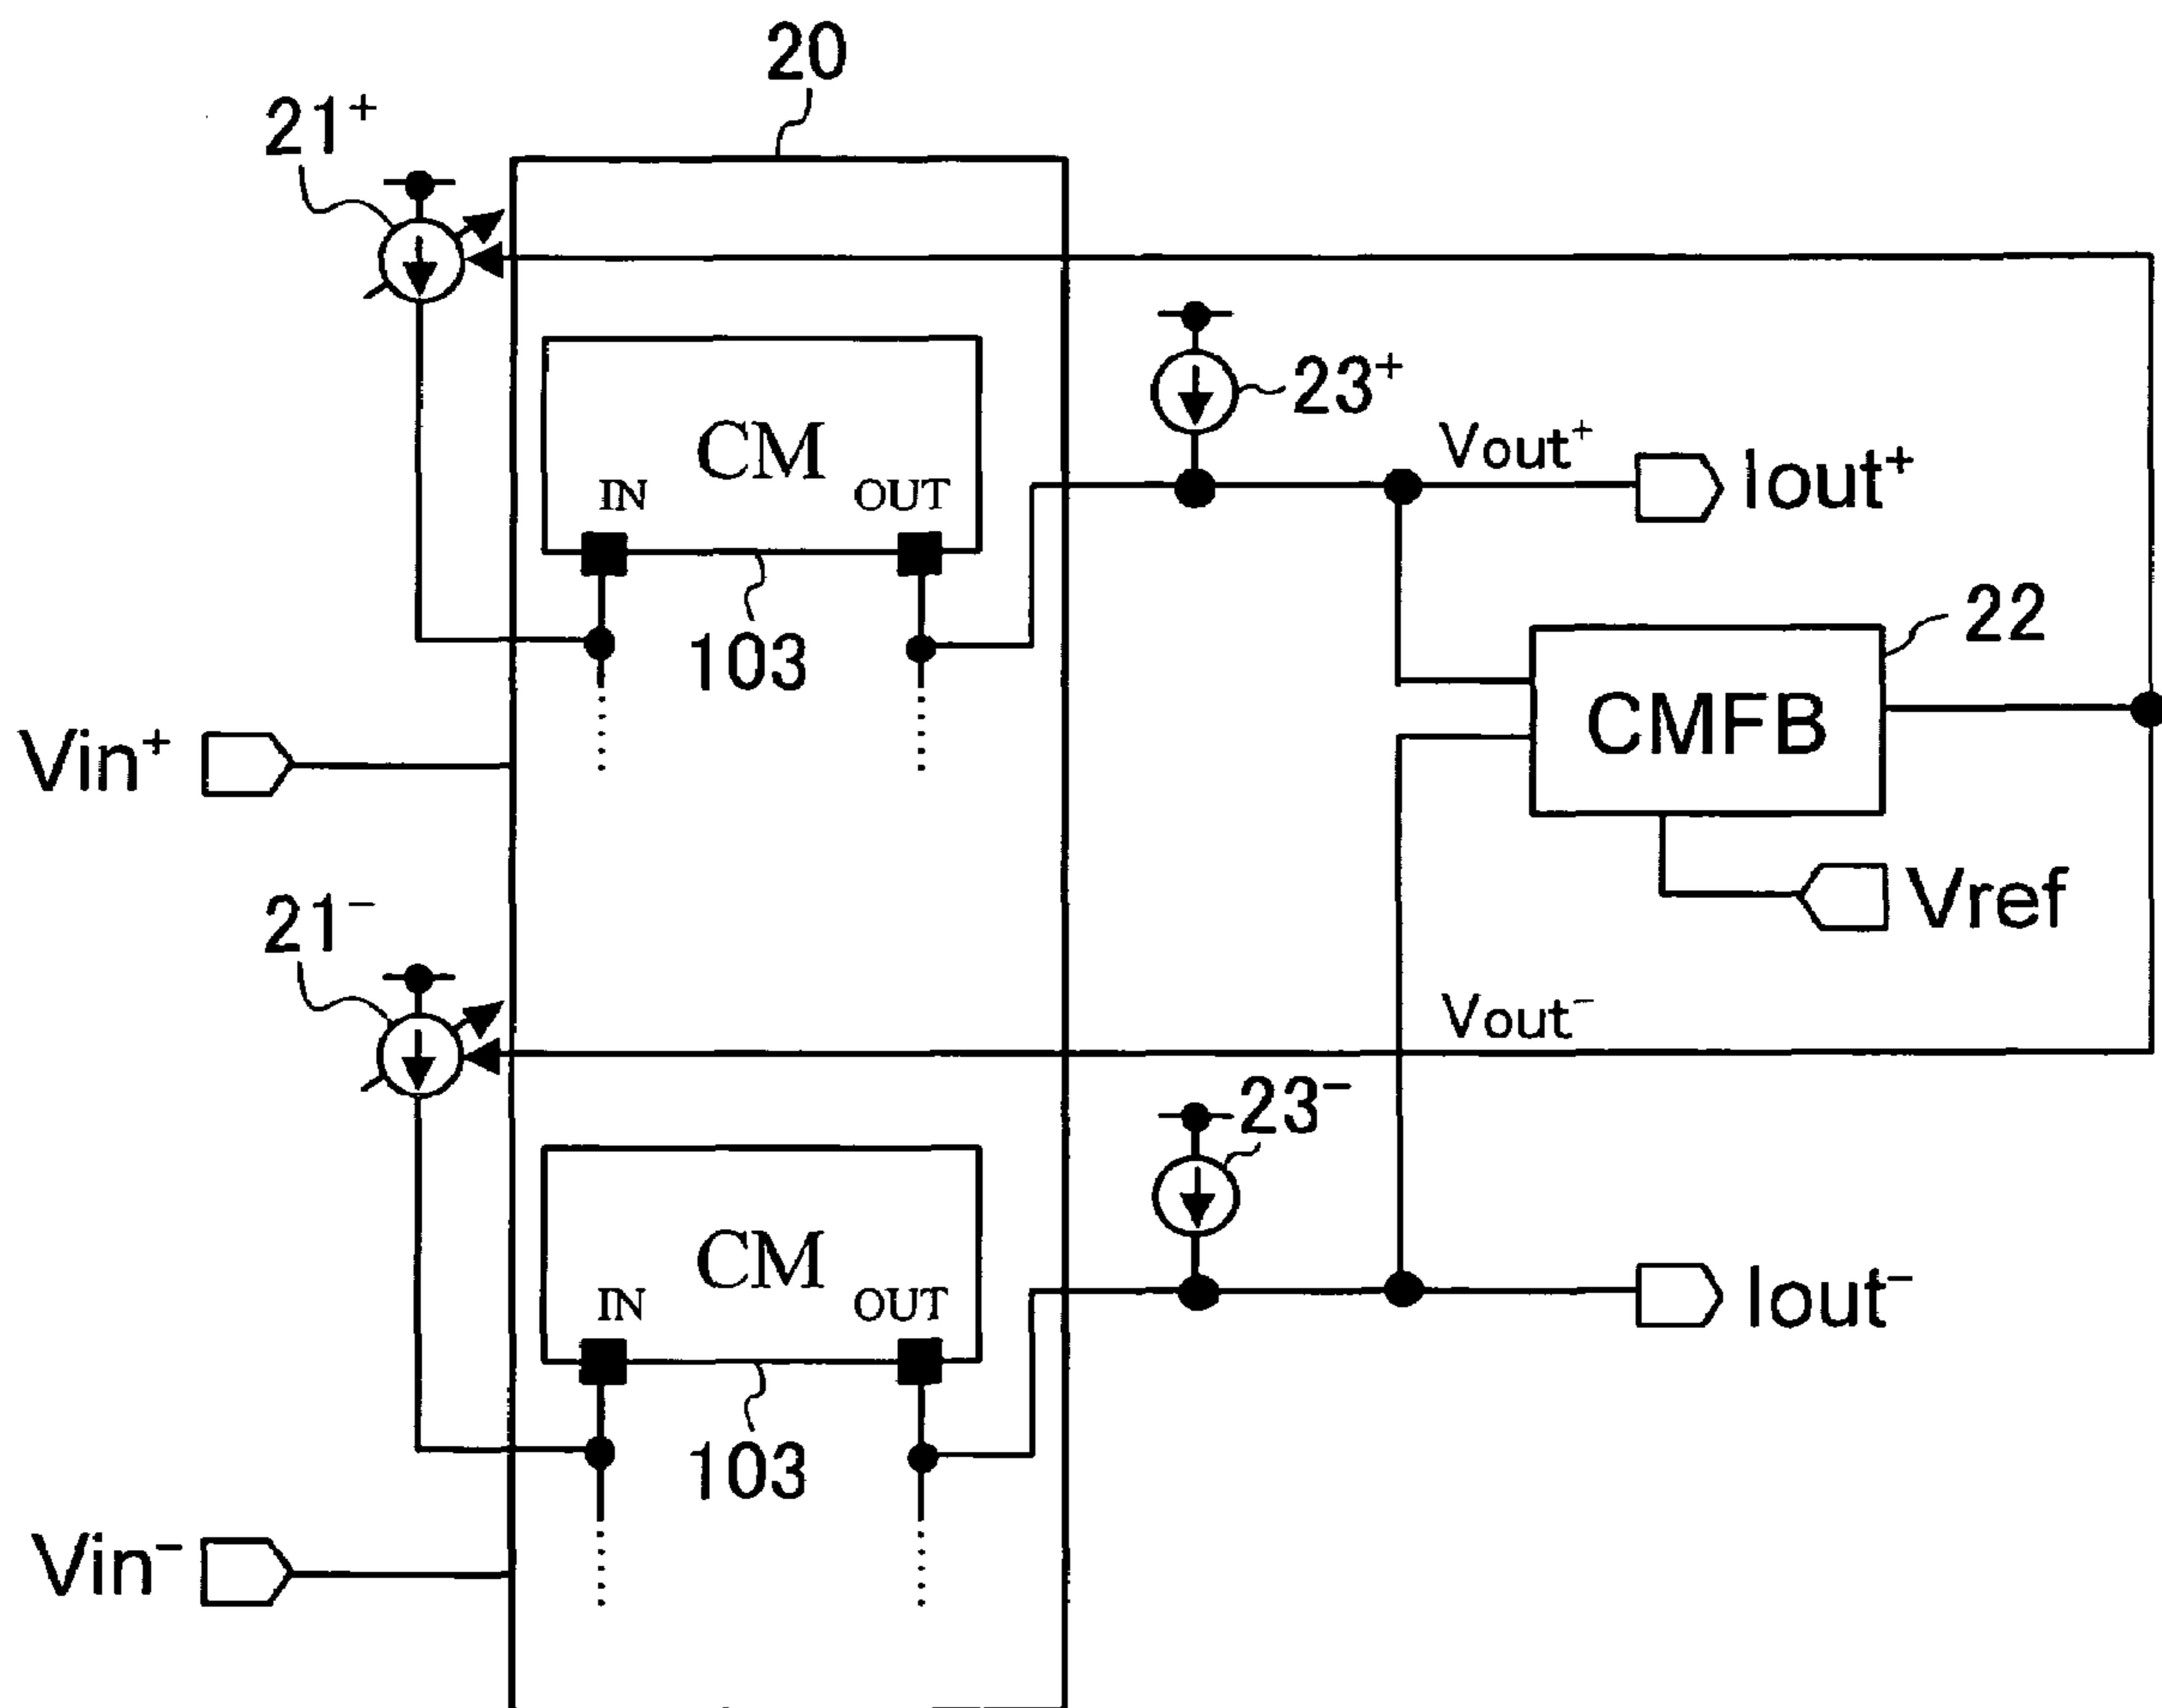 20
21⁺
23⁺
CM
IN
OUT
Vout⁺
Iout⁺
103
22
CMFB
Vin⁺
Vref
21⁻
Vout⁻
23⁻
CM
IN
OUT
Iout⁻
103
Vin⁻